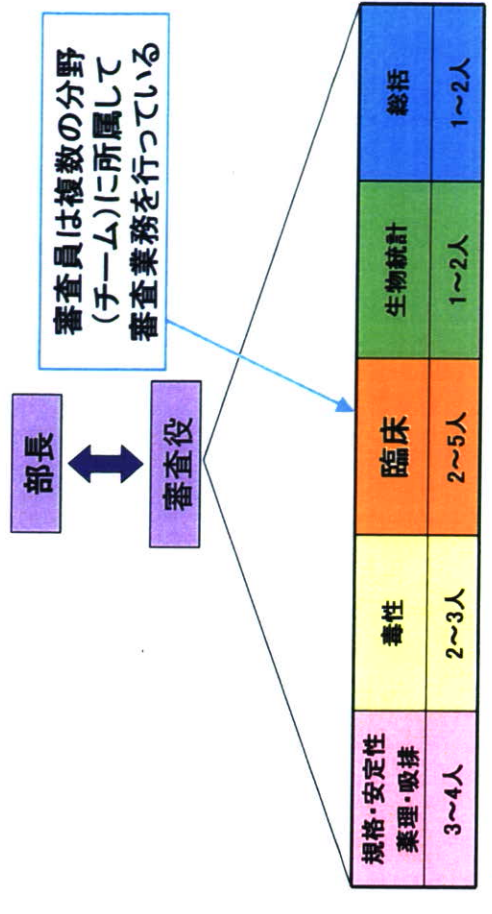 部長
審査役
審査員は複数の分野
(チーム)に所属して
審査業務を行っている
規格・安定性
薬理・吸排
毒性
臨床
生物統計
総括
3~4人
2~3人
2~5人
1~2人
1~2人